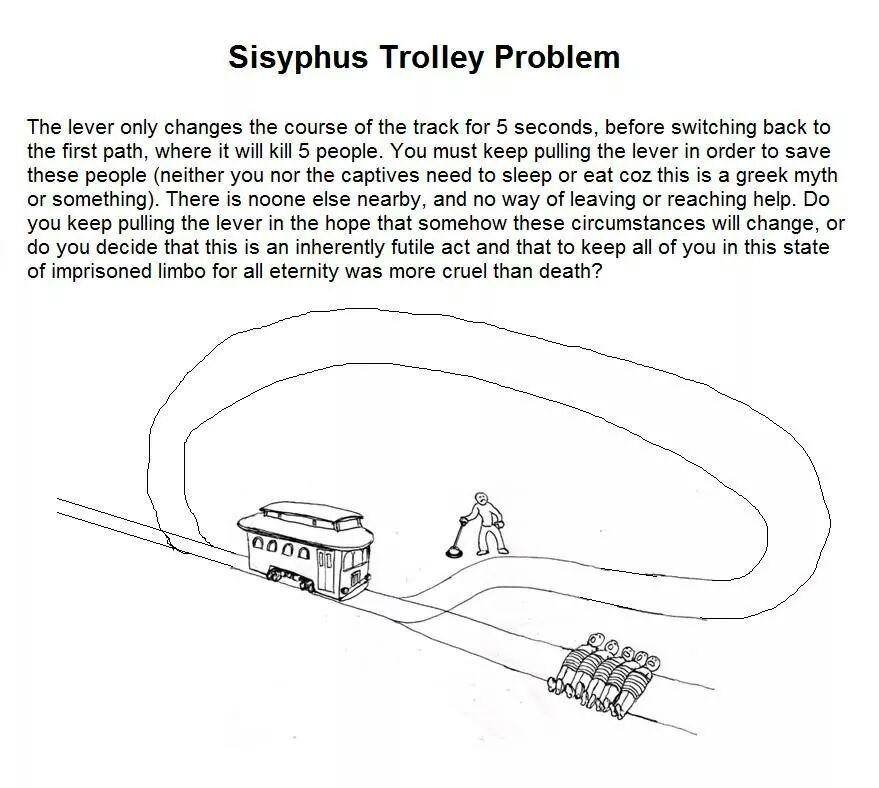 Sisyphus Trolley Problem
The lever only changes the course of the track for 5 seconds, before switching back to
the first path, where it will kill 5 people. You must keep pulling the lever in order to save
these people (neither you nor the captives need to sleep or eat coz this is a greek myth
or something). There is noone else nearby, and no way of leaving or reaching help. Do
you keep pulling the lever in the hope that somehow these circumstances will change, or
do you decide that this is an inherently futile act and that to keep all of you in this state
of imprisoned limbo for all eternity was more cruel than death?